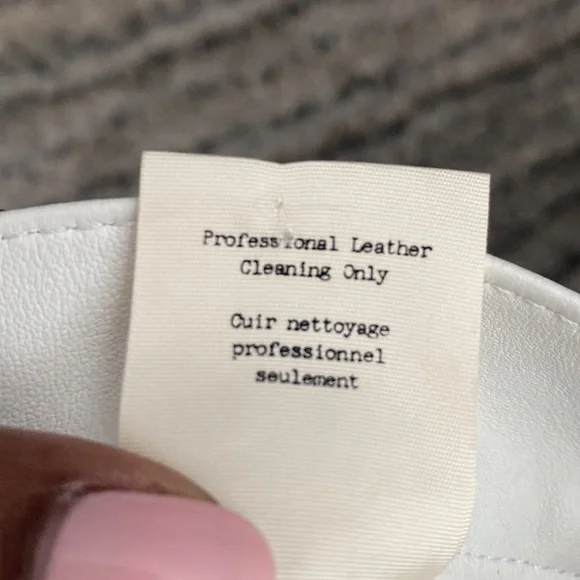 Professional Leather
Cleaning Only
Cuir nettoyage
professionnel
seulement